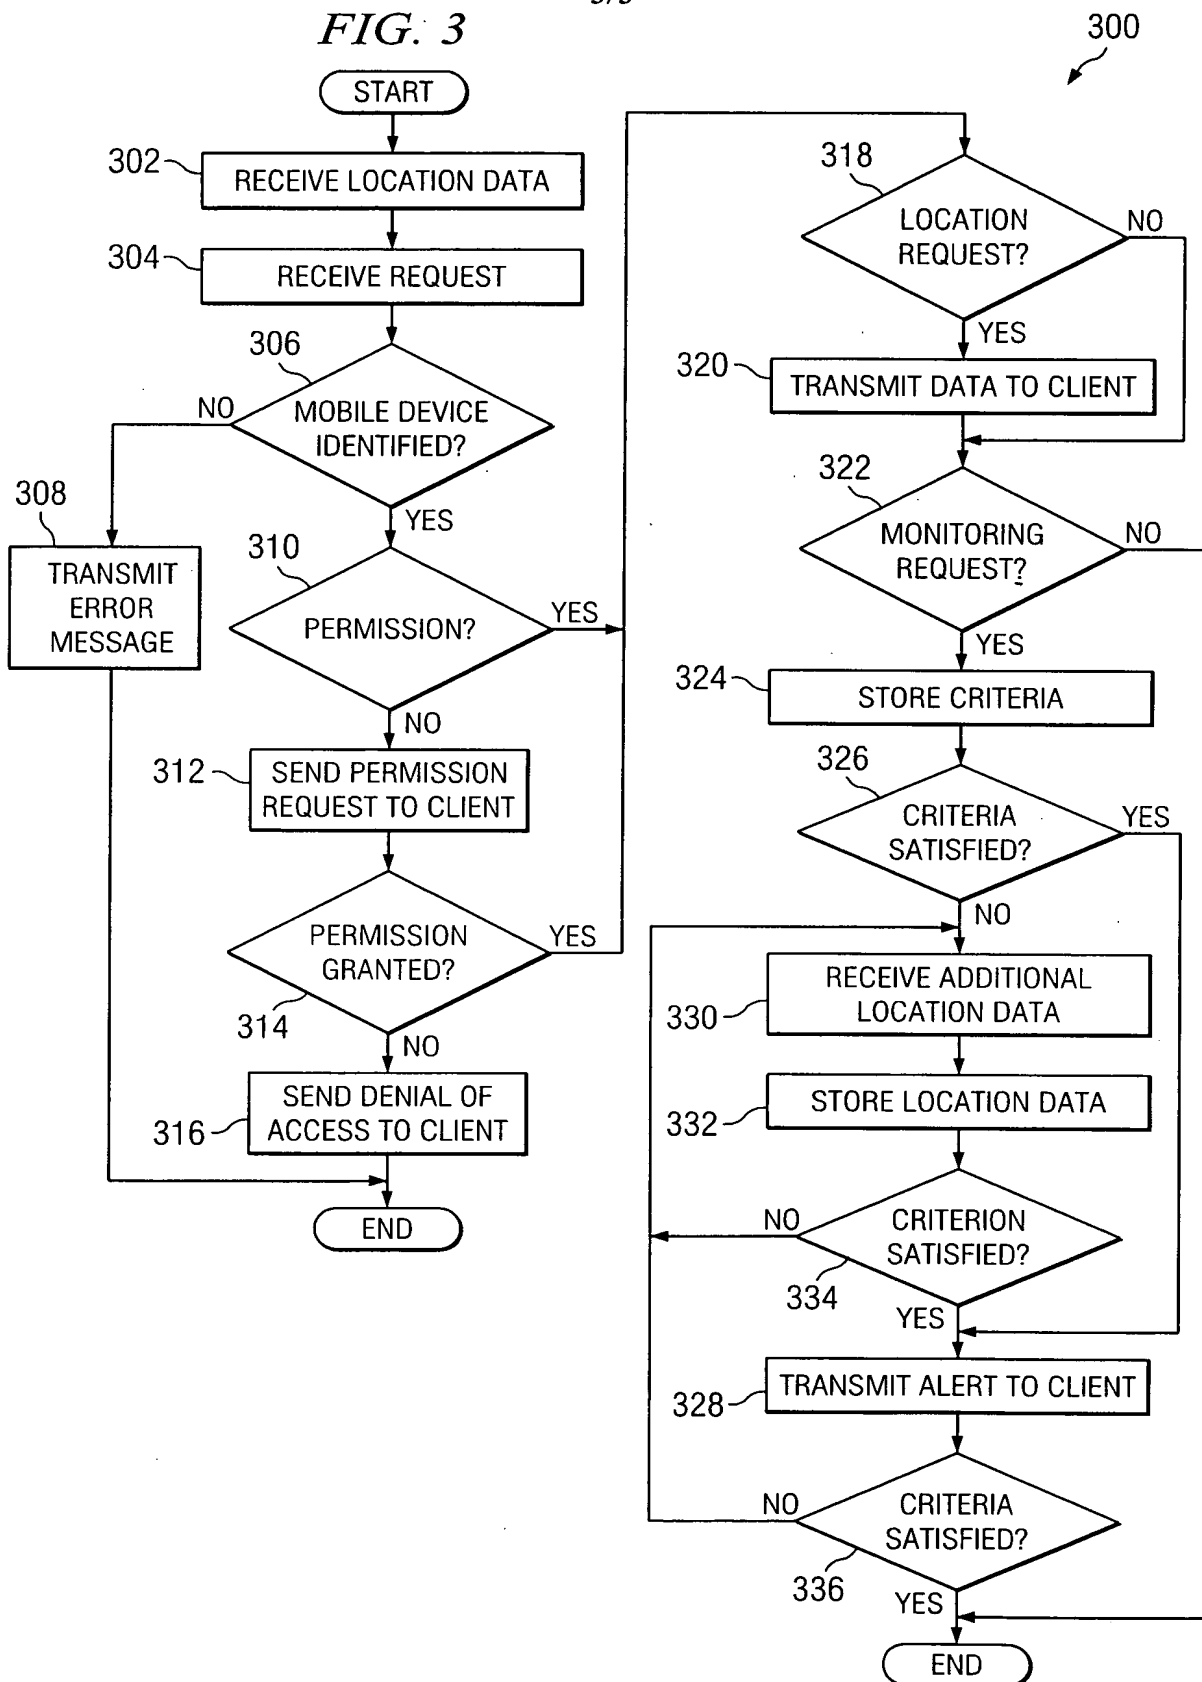 FIG. 3
300
START
302
RECEIVE LOCATION DATA
304
RECEIVE REQUEST
306
NO
MOBILE DEVICE
IDENTIFIED?
308
YES
TRANSMIT
ERROR
MESSAGE
310
PERMISSION?
YES
NO
312
SEND PERMISSION
REQUEST TO CLIENT
PERMISSION
GRANTED?
YES
314
NO
316
SEND DENIAL OF
ACCESS TO CLIENT
END
318
LOCATION
REQUEST?
NO
YES
320
TRANSMIT DATA TO CLIENT
322
MONITORING
REQUEST?
NO
YES
324
STORE CRITERIA
326
CRITERIA
SATISFIED?
YES
NO
RECEIVE ADDITIONAL
LOCATION DATA
330
STORE LOCATION DATA
332
NO
CRITERION
SATISFIED?
334
YES
TRANSMIT ALERT TO CLIENT
328
NO
CRITERIA
SATISFIED?
336
YES
END